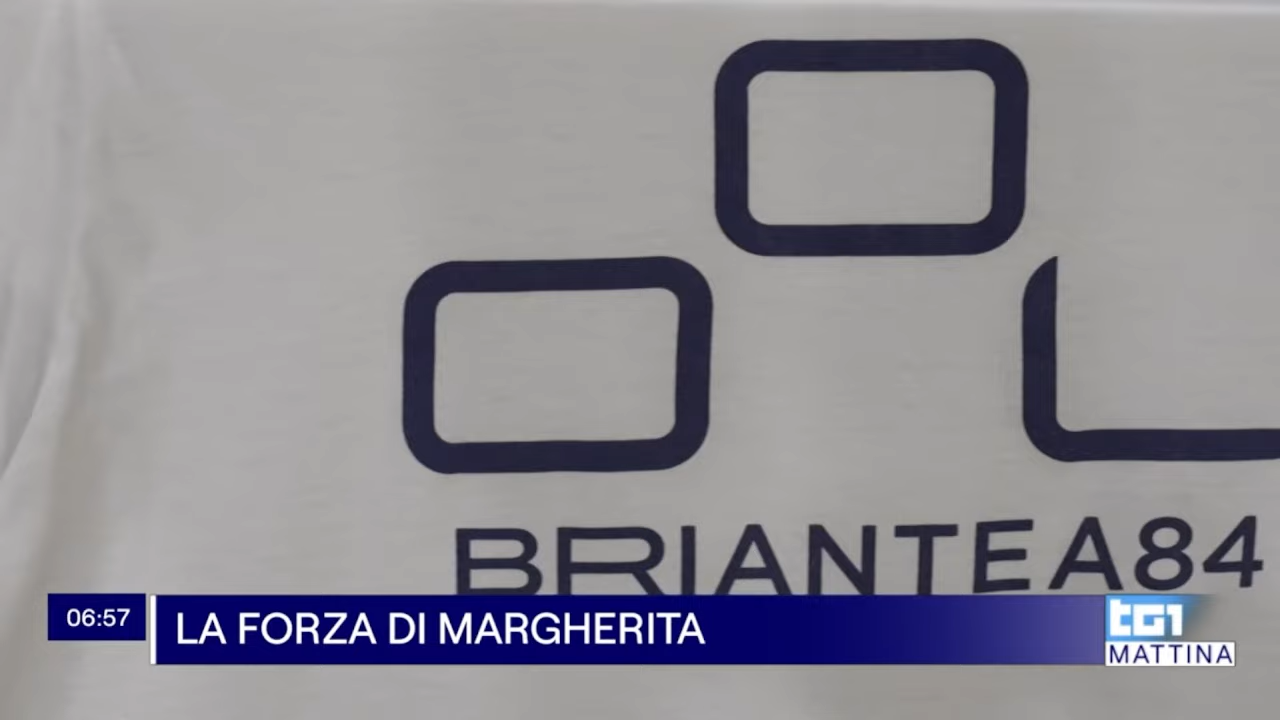 BRIANTEA84
06:57
LA FORZA DI MARGHERITA
tG1
MATTINA